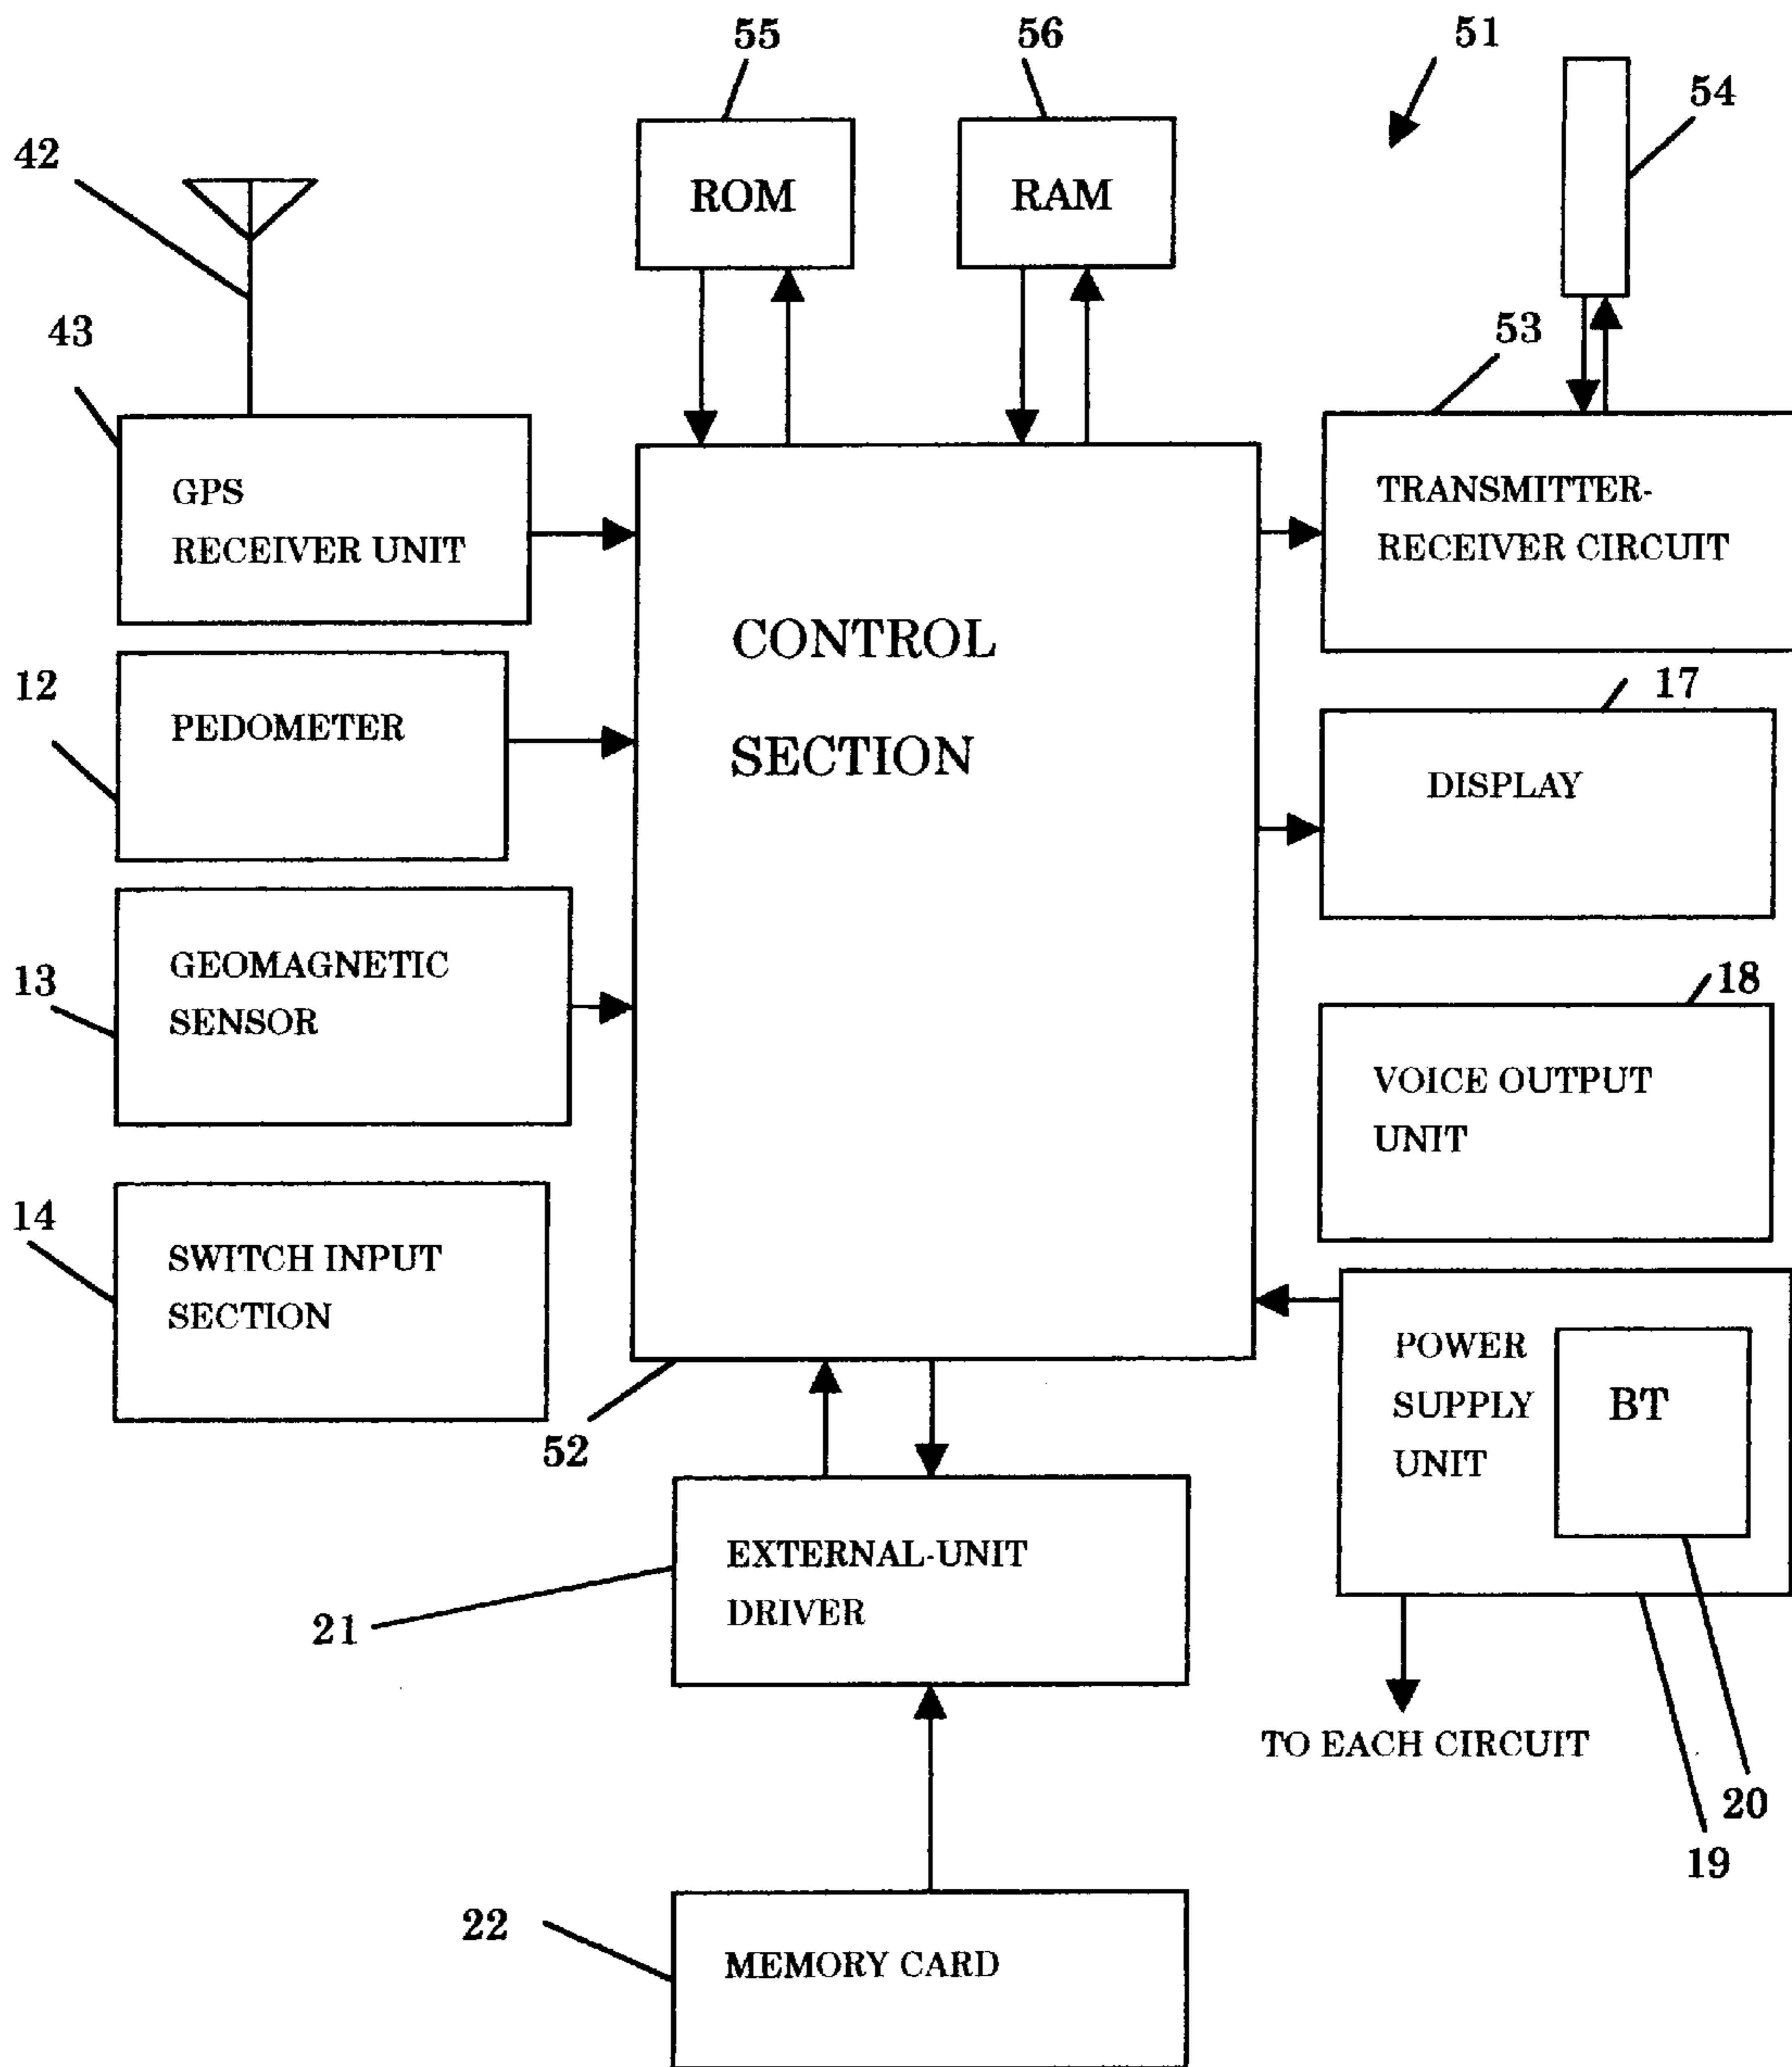 55
56
51
54
42
ROM
RAM
43
53
GPS
RECEIVER UNIT
TRANSMITTER-
RECEIVER CIRCUIT
CONTROL
SECTION
12
PEDOMETER
17
DISPLAY
13
GEOMAGNETIC
SENSOR
18
VOICE OUTPUT
UNIT
14
SWITCH INPUT
SECTION
52
POWER
SUPPLY
UNIT
BT
21
EXTERNAL-UNIT
DRIVER
TO EACH CIRCUIT
20
19
22
MEMORY CARD